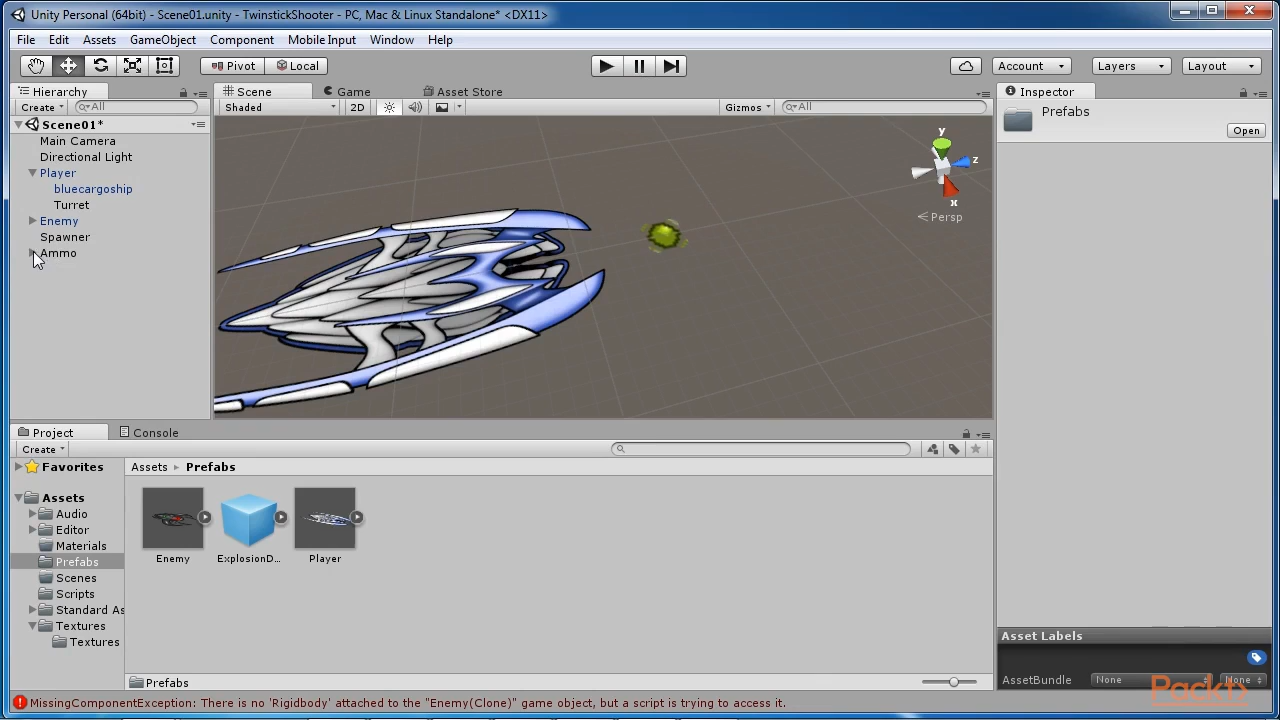 Unity Personal (64bit) - Scene01.unity - TwinstickShooter - PC, Mac & Linux Standalone* <DX11>
File Edit Assets GameObject Component Mobile Input Window Help
Pivot Local Account Layers Layout
Hierarchy Scene Game Asset Store Inspector
Create All Shaded 2D Gizmos All
Prefabs
Open
Scene01*
Main Camera
Directional Light
Player
bluecargoship
Turret
Enemy
Spawner
Ammo
y
z
x
Persp
Project Console
Create
Favorites
Assets
Audio
Editor
Materials
Prefabs
Scenes
Scripts
Standard As
Textures
Textures
Assets Prefabs
Enemy ExplosionD... Player
Prefabs
Asset Labels
AssetBundle None None
Packt>
MissingComponentException: There is no 'Rigidbody' attached to the "Enemy(Clone)" game object, but a script is trying to access it.